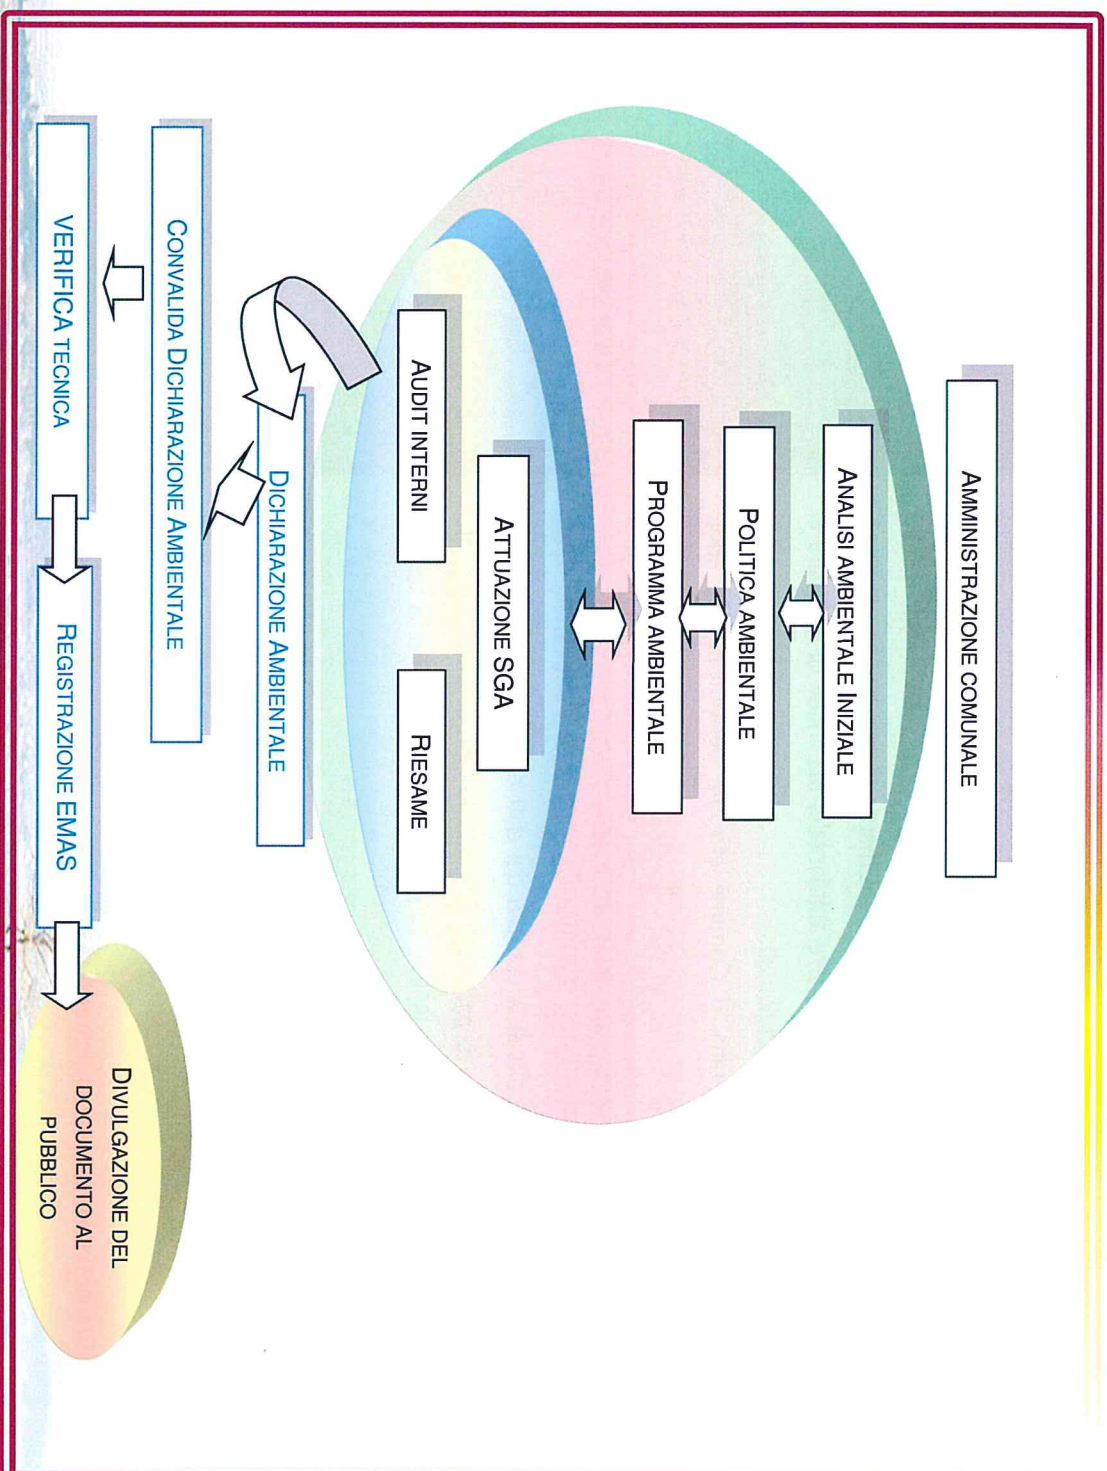 AMMINISTRAZIONE COMUNALE
ANALISI AMBIENTALE INIZIALE
POLITICA AMBIENTALE
PROGRAMMA AMBIENTALE
ATTUAZIONE SGA
AUDIT INTERNI
RIESAME
DICHIARAZIONE AMBIENTALE
CONVALIDA DICHIARAZIONE AMBIENTALE
VERIFICA TECNICA
REGISTRAZIONE EMAS
DIVULGAZIONE DEL
DOCUMENTO AL
PUBBLICO